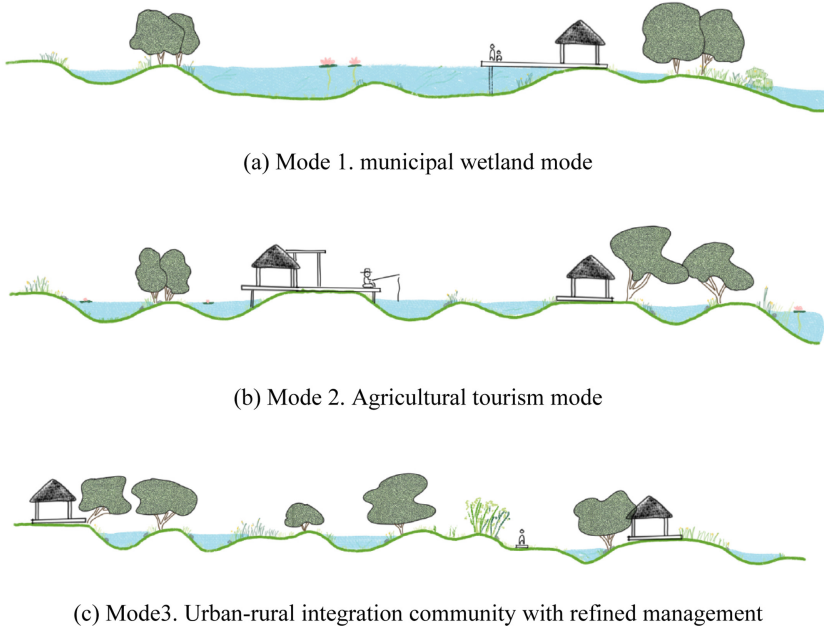 (a) Mode 1. municipal wetland mode
(b) Mode 2. Agricultural tourism mode
(c) Mode3. Urban-rural integration community with refined management